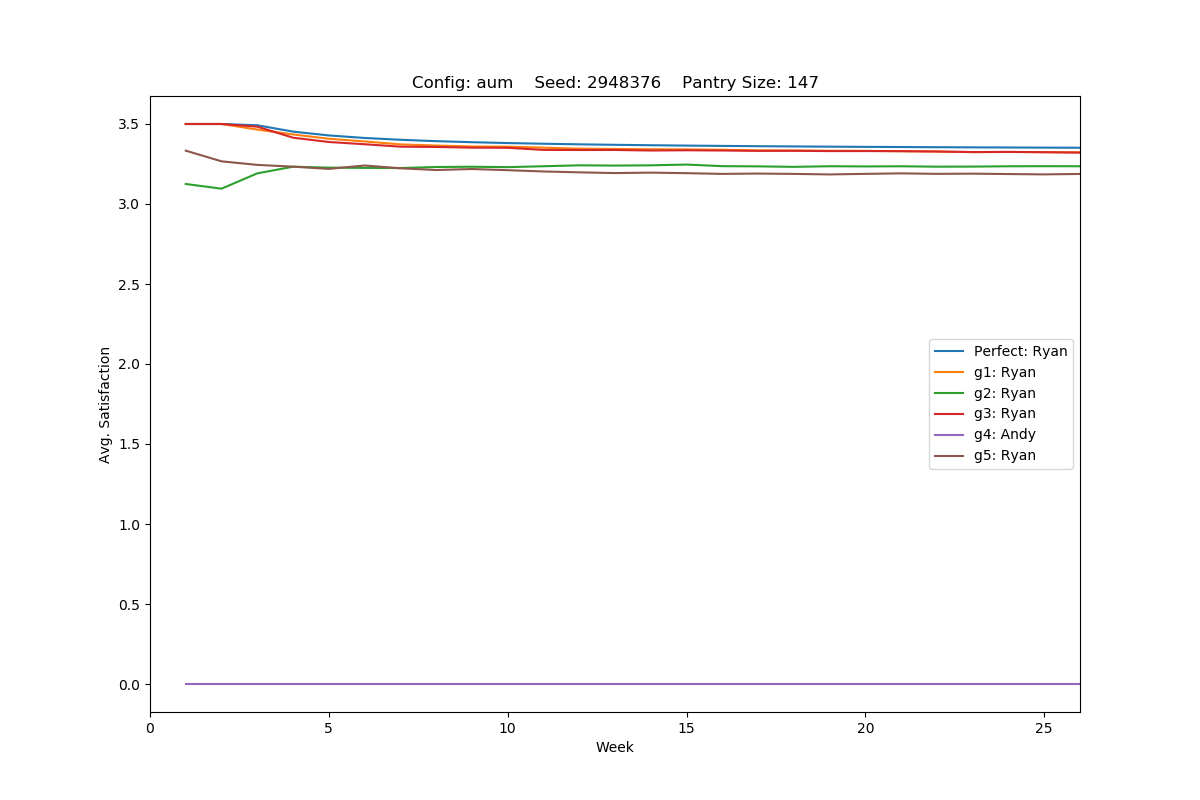 Config: aum    Seed: 2948376    Pantry Size: 147
3.5
3.0
2.5
2.0
1.5
1.0
0.5
0.0
Avg. Satisfaction
Perfect: Ryan
g1: Ryan
g2: Ryan
g3: Ryan
g4: Andy
g5: Ryan
0 5 10 15 20 25
Week